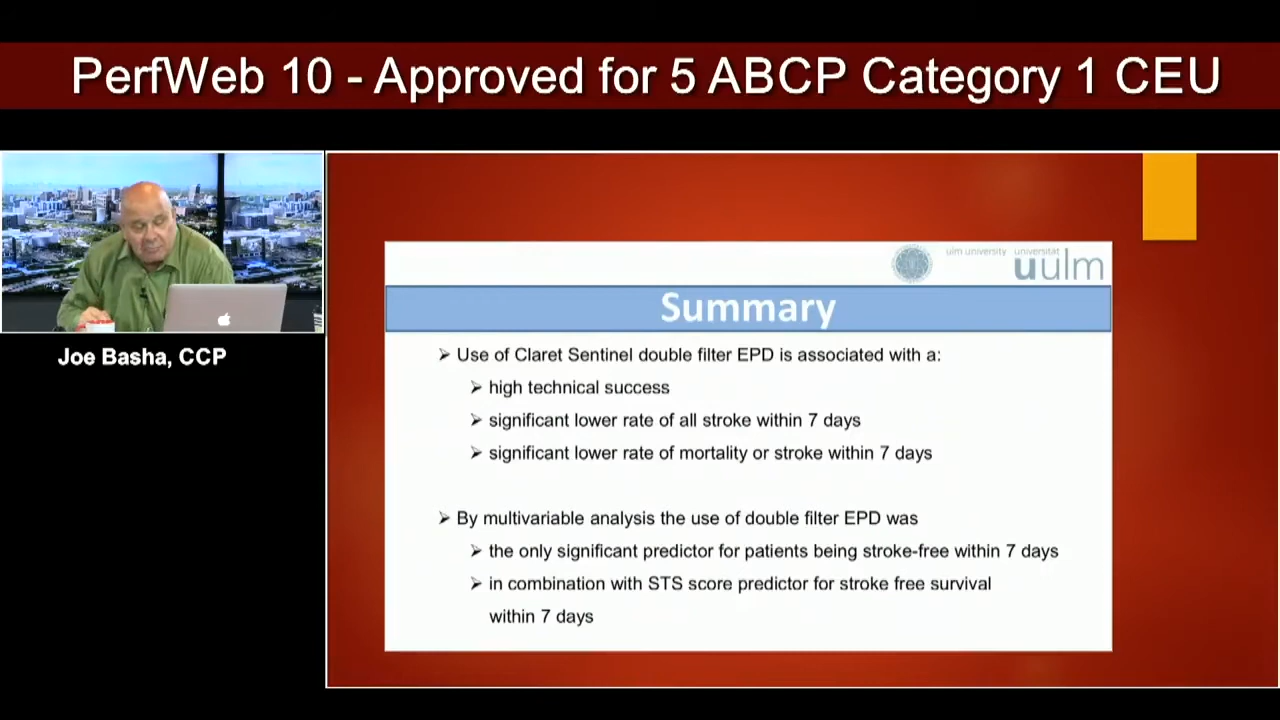 PerfWeb 10 - Approved for 5 ABCP Category 1 CEU
Joe Basha, CCP
ulm university universität
uulm
Summary
➤ Use of Claret Sentinel double filter EPD is associated with a:
➤ high technical success
➤ significant lower rate of all stroke within 7 days
➤ significant lower rate of mortality or stroke within 7 days
➤ By multivariable analysis the use of double filter EPD was
➤ the only significant predictor for patients being stroke-free within 7 days
➤ in combination with STS score predictor for stroke free survival
within 7 days